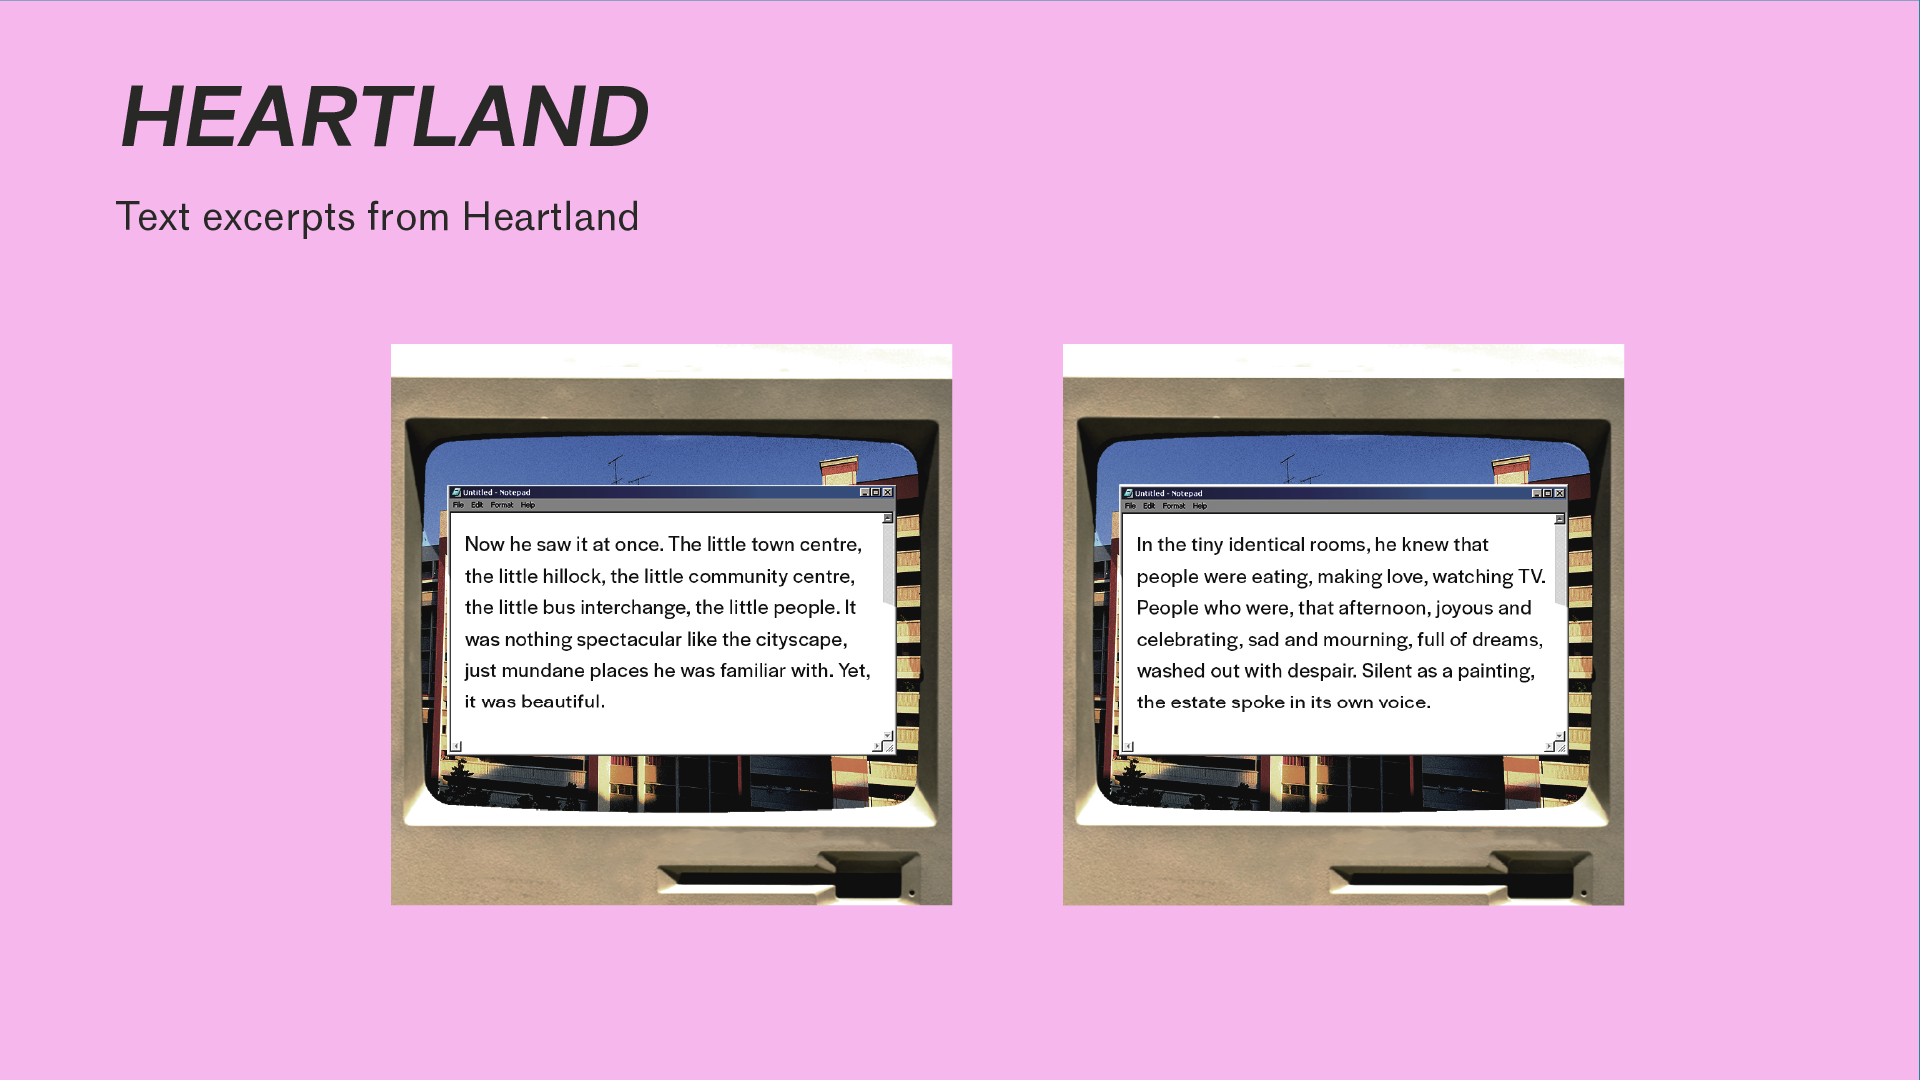 HEARTLAND
Text excerpts from Heartland
Untitled - Notepad
File Edit Format Help
Now he saw it at once. The little town centre,
the little hillock, the little community centre,
the little bus interchange, the little people. It
was nothing spectacular like the cityscape,
just mundane places he was familiar with. Yet,
it was beautiful.
Untitled - Notepad
File Edit Format Help
In the tiny identical rooms, he knew that
people were eating, making love, watching TV.
People who were, that afternoon, joyous and
celebrating, sad and mourning, full of dreams,
washed out with despair. Silent as a painting,
the estate spoke in its own voice.